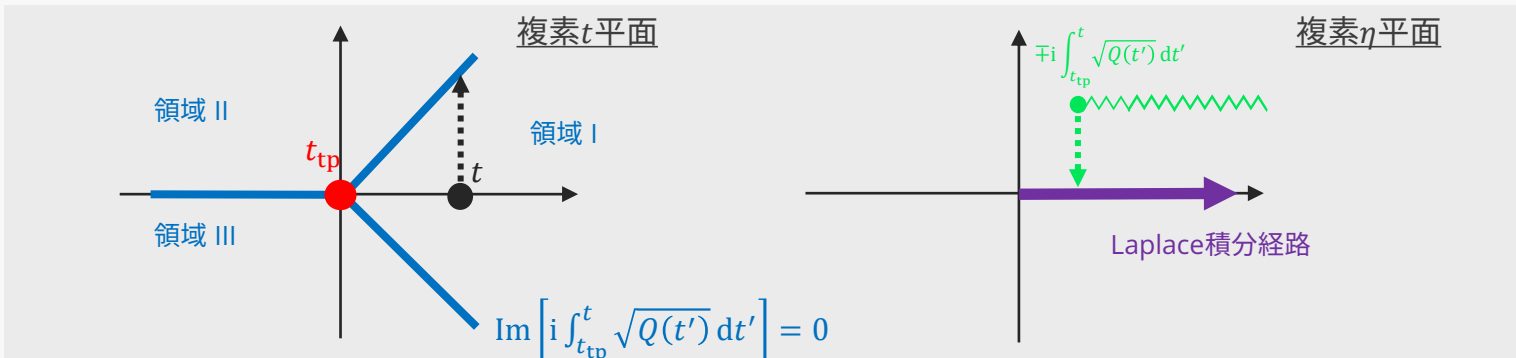 複素t平面
領域 II
領域 I
t_tp
t
領域 III
Im[i∫_{t_tp}^{t} √Q(t′) dt′] = 0
複素η平面
∓i∫_{t_tp}^{t} √Q(t′) dt′
Laplace積分経路